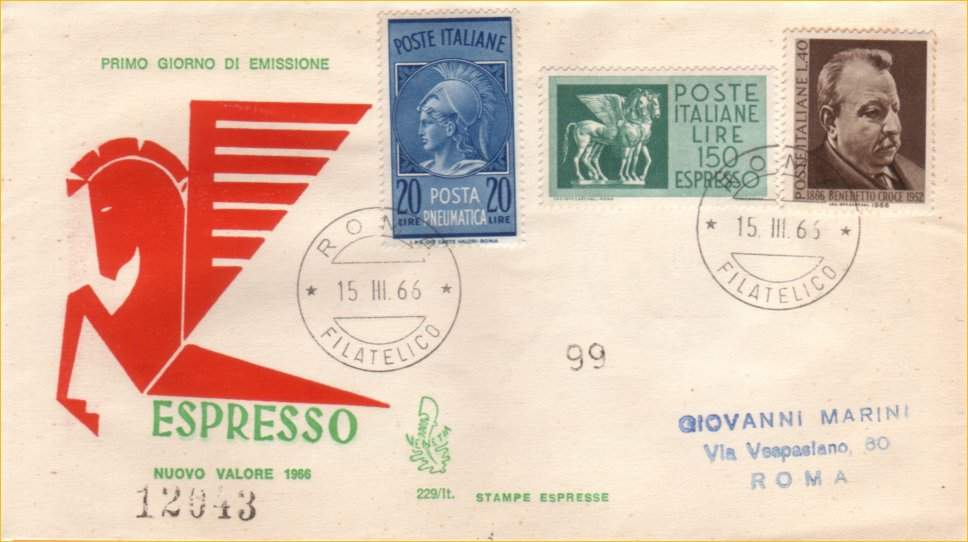 PRIMO GIORNO DI EMISSIONE
POSTE ITALIANE
20 POSTA 20
LIRE PNEUMATICA LIRE
POSTE
ITALIANE
LIRE
150
ESPRESSO
POSTE ITALIANE L.40
1866 BENEDETTO CROCE 1952
ROMA
* 15 III.66 *
FILATELICO
ROMA
* 15. III.66 *
FILATELICO
99
ESPRESSO
NUOVO VALORE 1966
12043
229/It. STAMPE ESPRESSE
GIOVANNI MARINI
Via Vespasiano, 60
ROMA